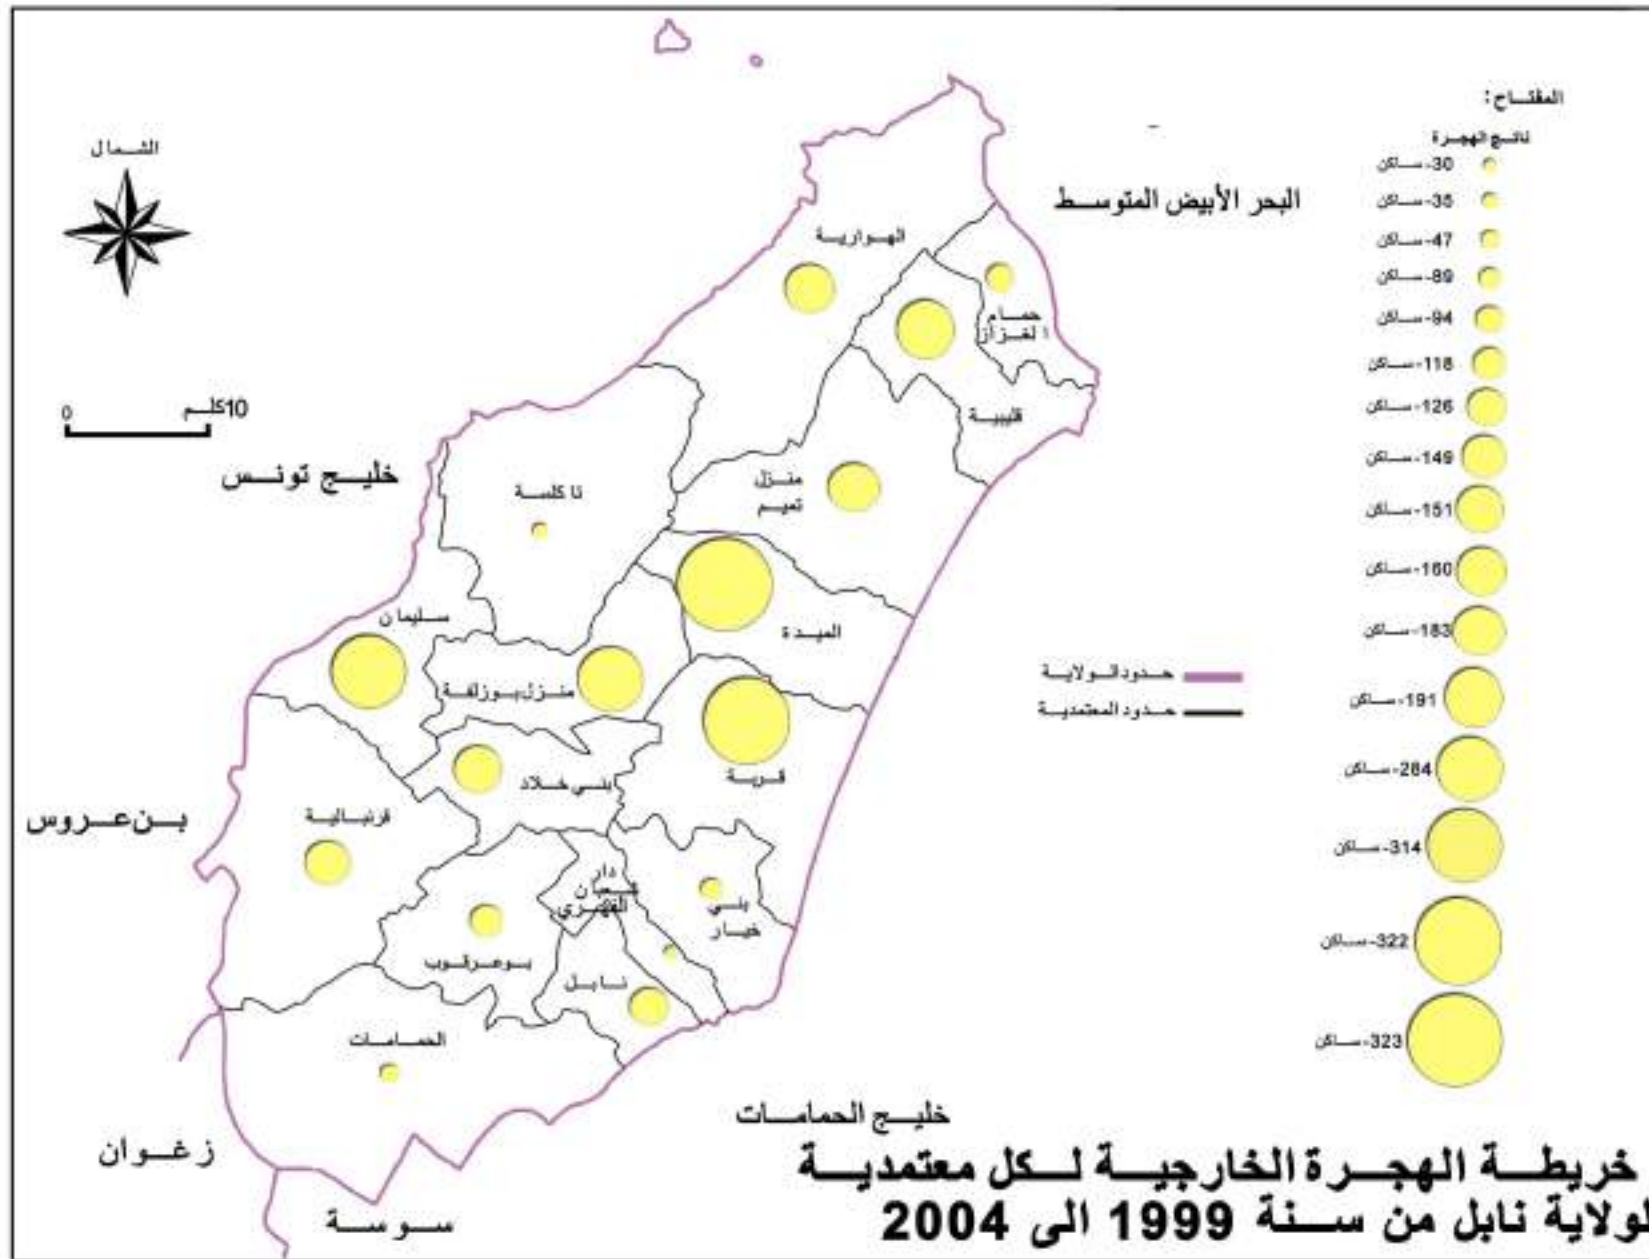 المفتاح:
ناتج الهجرة
30- ساكن
35- ساكن
47- ساكن
89- ساكن
94- ساكن
118- ساكن
126- ساكن
149- ساكن
151- ساكن
160- ساكن
183- ساكن
191- ساكن
284- ساكن
314- ساكن
322- ساكن
323- ساكن
الشمال
البحر الأبيض المتوسط
الهوارية
حمام
الغزاز
قليبية
0
10كلم
خليج تونس
تاكلسة
منزل
تميم
سليمان
الميدة
منزل بوزلفة
حدود الولاية
حدود المعتمدية
قربة
بني خلاد
بن عروس
قرنبالية
دار
شعبان
الفهري
بني
خيار
بوعرقوب
نابل
الحمامات
خليج الحمامات
زغوان
سوسة
خريطة الهجرة الخارجية لكل معتمدية
لولاية نابل من سنة 1999 الى 2004